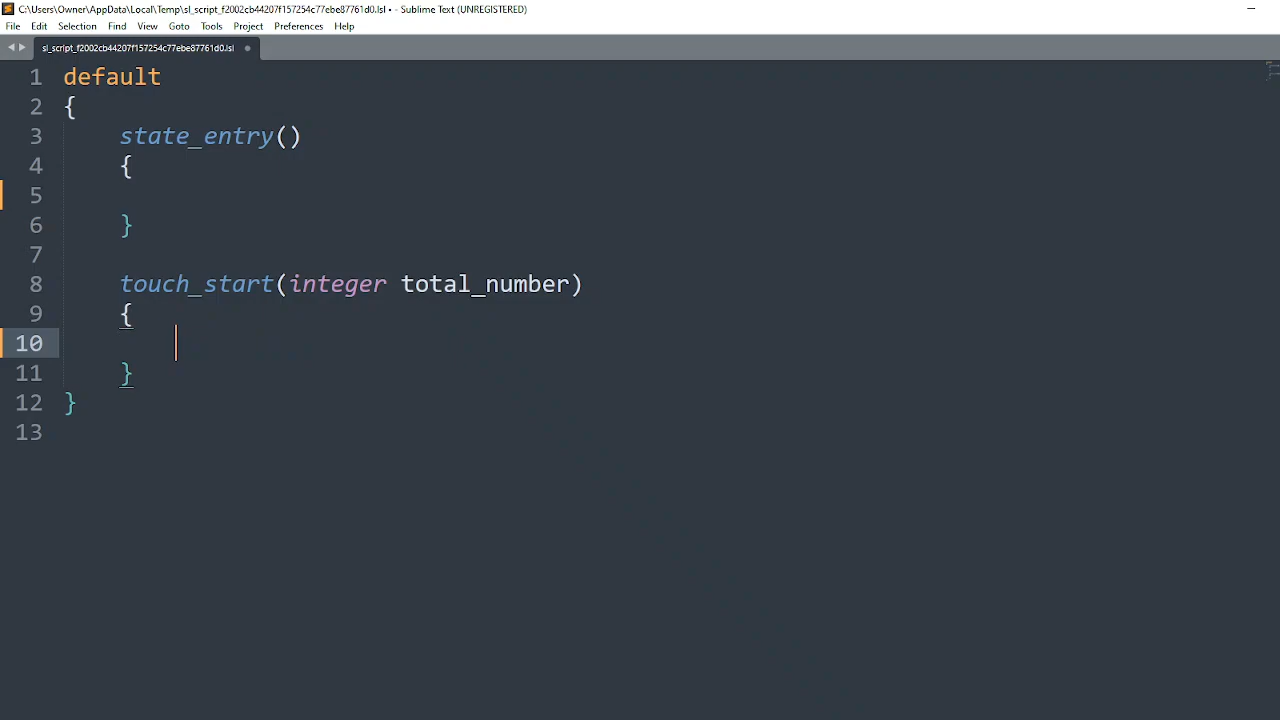 C:\Users\Owner\AppData\Local\Temp\sl_script_f2002cb44207f157254c77ebe87761d0.lsl • - Sublime Text (UNREGISTERED)
File Edit Selection Find View Goto Tools Project Preferences Help
sl_script_f2002cb44207f157254c77ebe87761d0.lsl
1 default
2 {
3 state_entry()
4 {
5
6 }
7
8 touch_start(integer total_number)
9 {
10
11 }
12 }
13